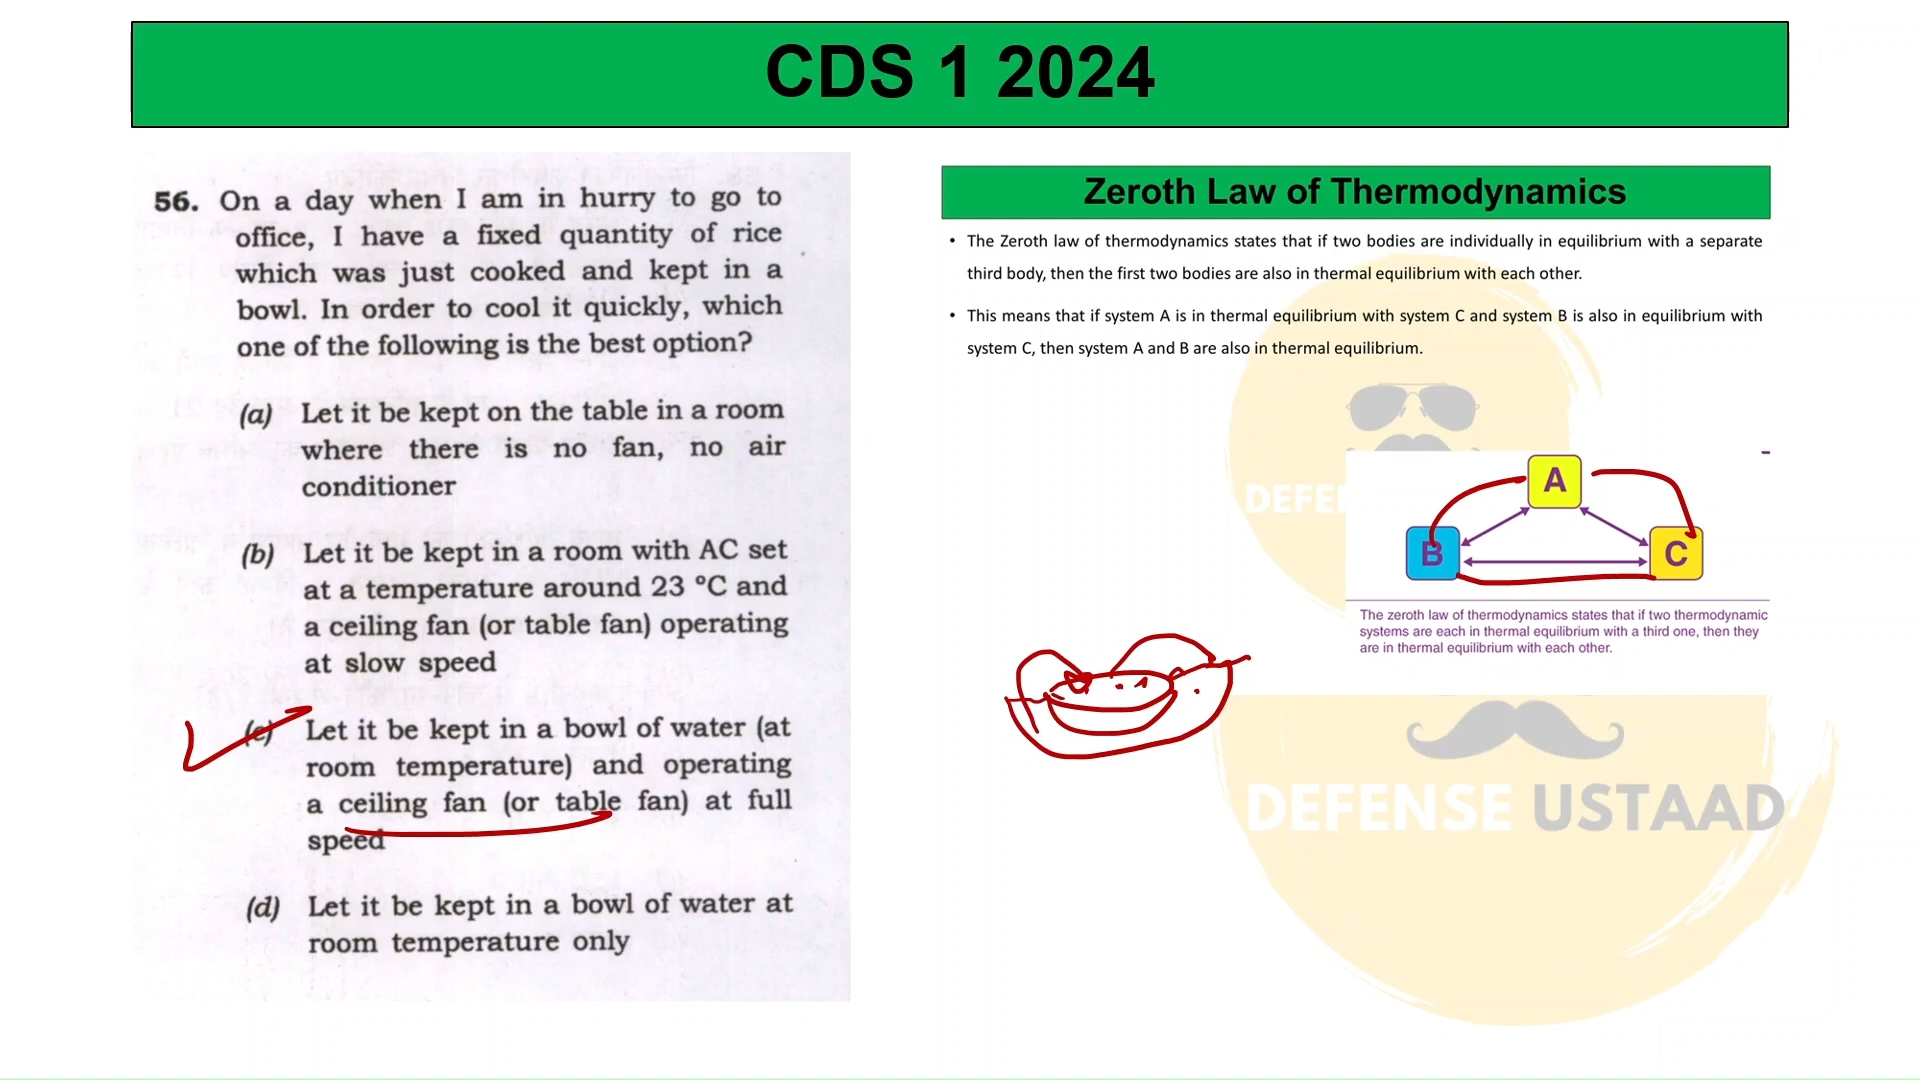 CDS 1 2024
56. On a day when I am in hurry to go to
office, I have a fixed quantity of rice
which was just cooked and kept in a
bowl. In order to cool it quickly, which
one of the following is the best option?
(a) Let it be kept on the table in a room
where there is no fan, no air
conditioner
(b) Let it be kept in a room with AC set
at a temperature around 23 °C and
a ceiling fan (or table fan) operating
at slow speed
(c) Let it be kept in a bowl of water (at
room temperature) and operating
a ceiling fan (or table fan) at full
speed
(d) Let it be kept in a bowl of water at
room temperature only
Zeroth Law of Thermodynamics
• The Zeroth law of thermodynamics states that if two bodies are individually in equilibrium with a separate
third body, then the first two bodies are also in thermal equilibrium with each other.
• This means that if system A is in thermal equilibrium with system C and system B is also in equilibrium with
system C, then system A and B are also in thermal equilibrium.
DEFEN
A
B
C
The zeroth law of thermodynamics states that if two thermodynamic
systems are each in thermal equilibrium with a third one, then they
are in thermal equilibrium with each other.
DEFENSE USTAAD